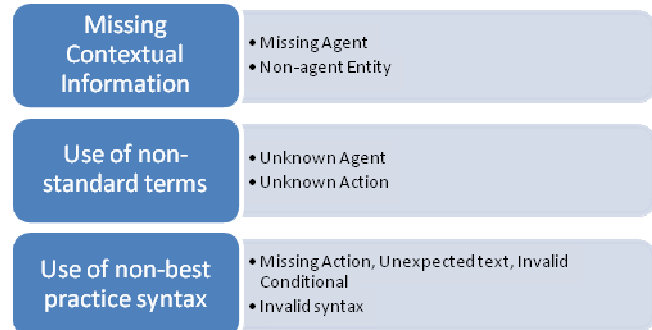 Missing
Contextual
Information
• Missing Agent
• Non-agent Entity
Use of non-
standard terms
• Unknown Agent
• Unknown Action
Use of non-best
practice syntax
• Missing Action, Unexpected text, Invalid
Conditional
• Invalid syntax